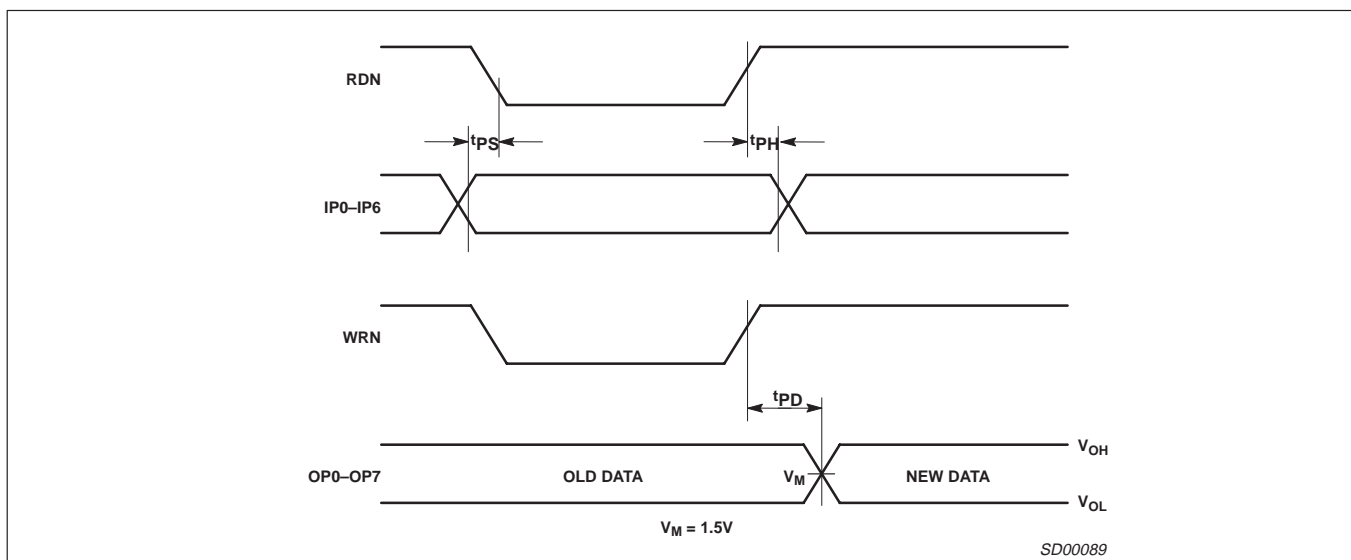 RDN
tPS
tPH
IP0–IP6
WRN
tPD
VOH
OP0–OP7 OLD DATA VM NEW DATA
VOL
VM = 1.5V
SD00089